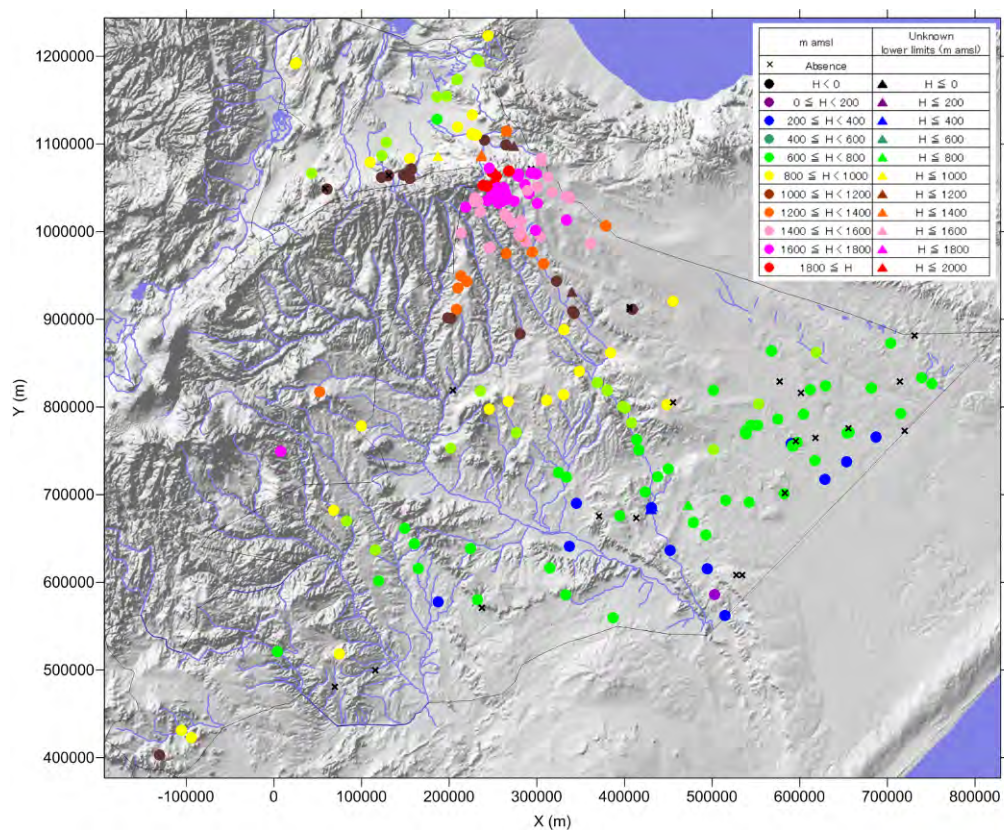 m amsl Unknown lower limits (m amsl)
× Absence
H < 0 H ≦ 0
0 ≦ H < 200 H ≦ 200
200 ≦ H < 400 H ≦ 400
400 ≦ H < 600 H ≦ 600
600 ≦ H < 800 H ≦ 800
800 ≦ H < 1000 H ≦ 1000
1000 ≦ H < 1200 H ≦ 1200
1200 ≦ H < 1400 H ≦ 1400
1400 ≦ H < 1600 H ≦ 1600
1600 ≦ H < 1800 H ≦ 1800
1800 ≦ H H ≦ 2000
1200000
1100000
1000000
900000
800000
700000
600000
500000
400000
Y (m)
-100000 0 100000 200000 300000 400000 500000 600000 700000 800000
X (m)